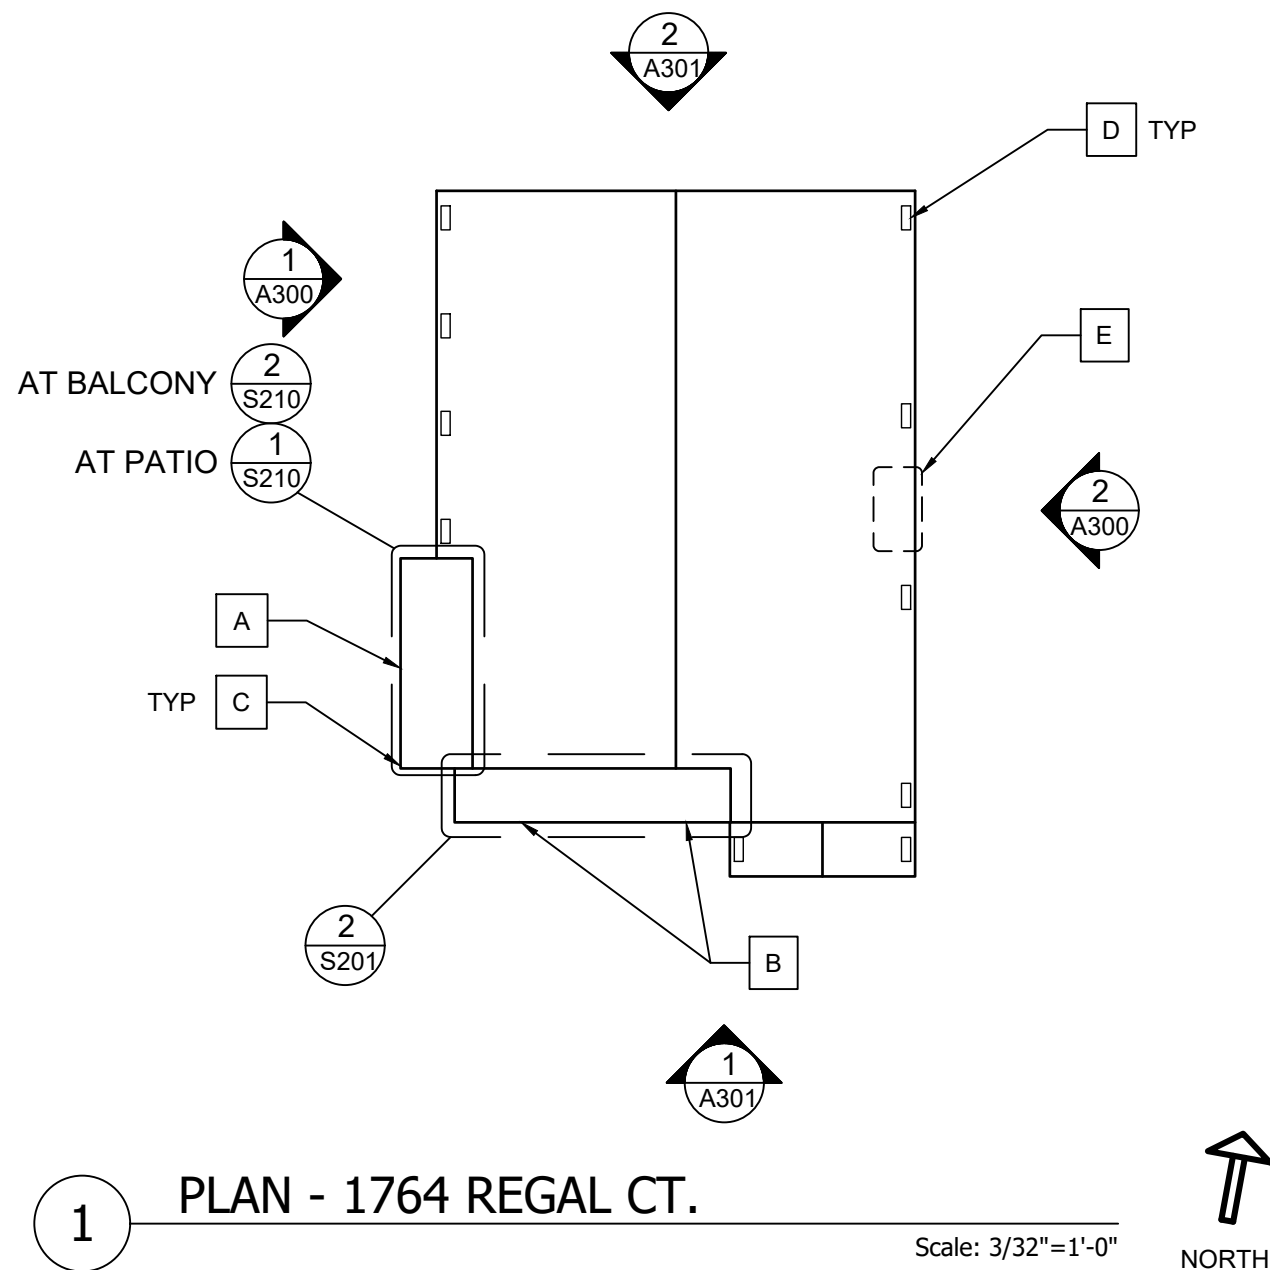 2
A301
D TYP
1
A300
E
AT BALCONY 2
S210
AT PATIO 1
S210
2
A300
A
TYP C
2
S201
B
1
A301
1 PLAN - 1764 REGAL CT.
Scale: 3/32"=1'-0"
NORTH